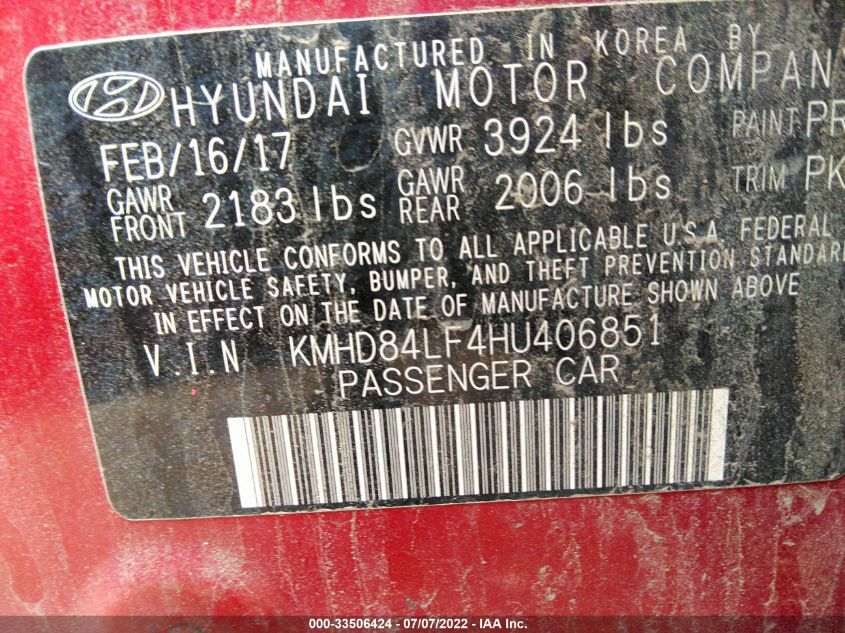 MANUFACTURED IN KOREA BY
HYUNDAI MOTOR COMPANY
FEB/16/17 GVWR 3924 lbs PAINT PR
GAWR FRONT 2183 lbs GAWR REAR 2006 lbs TRIM PK
THIS VEHICLE CONFORMS TO ALL APPLICABLE U.S.A. FEDERAL
MOTOR VEHICLE SAFETY, BUMPER, AND THEFT PREVENTION STANDAR
IN EFFECT ON THE DATE OF MANUFACTURE SHOWN ABOVE
V.I.N KMHD84LF4HU406851
PASSENGER CAR
000-33506424 - 07/07/2022 - IAA Inc.